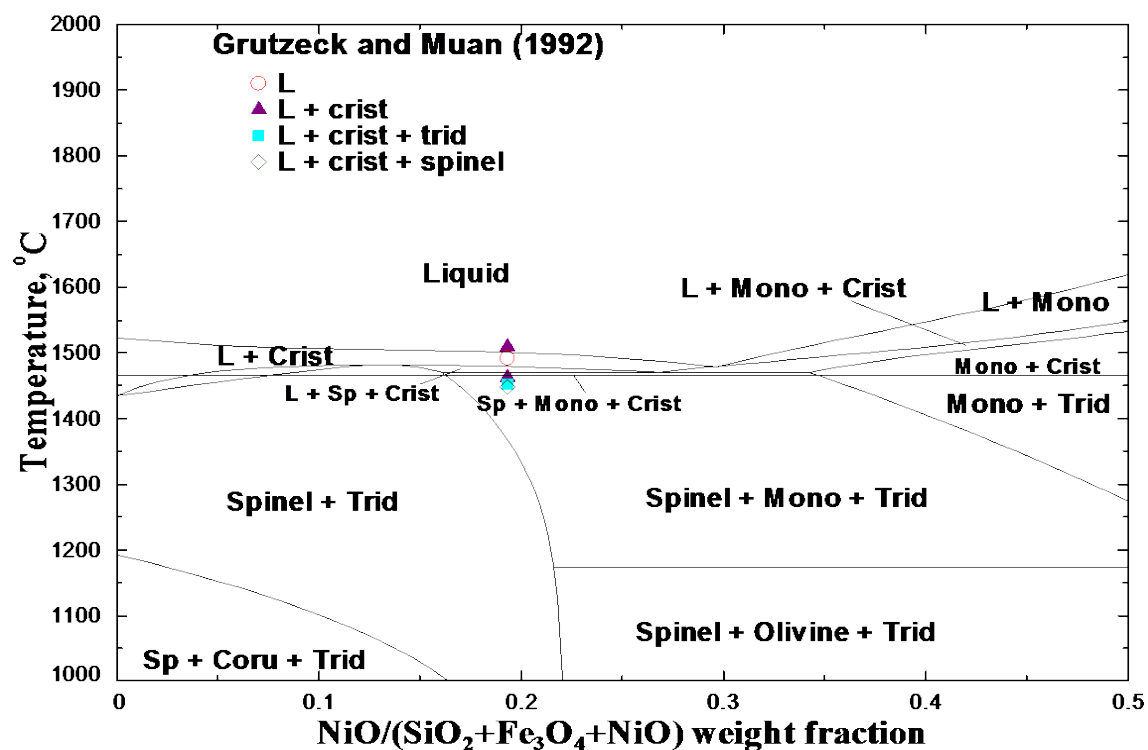 2000
1900
1800
1700
1600
1500
1400
1300
1200
1100
1000
Temperature, °C
Grutzeck and Muan (1992)
L
L + crist
L + crist + trid
L + crist + spinel
Liquid
L + Mono + Crist
L + Mono
L + Crist
Mono + Crist
L + Sp + Crist
Sp + Mono + Crist
Mono + Trid
Spinel + Trid
Spinel + Mono + Trid
Sp + Coru + Trid
Spinel + Olivine + Trid
0 0.1 0.2 0.3 0.4 0.5
NiO/(SiO₂+Fe₃O₄+NiO) weight fraction